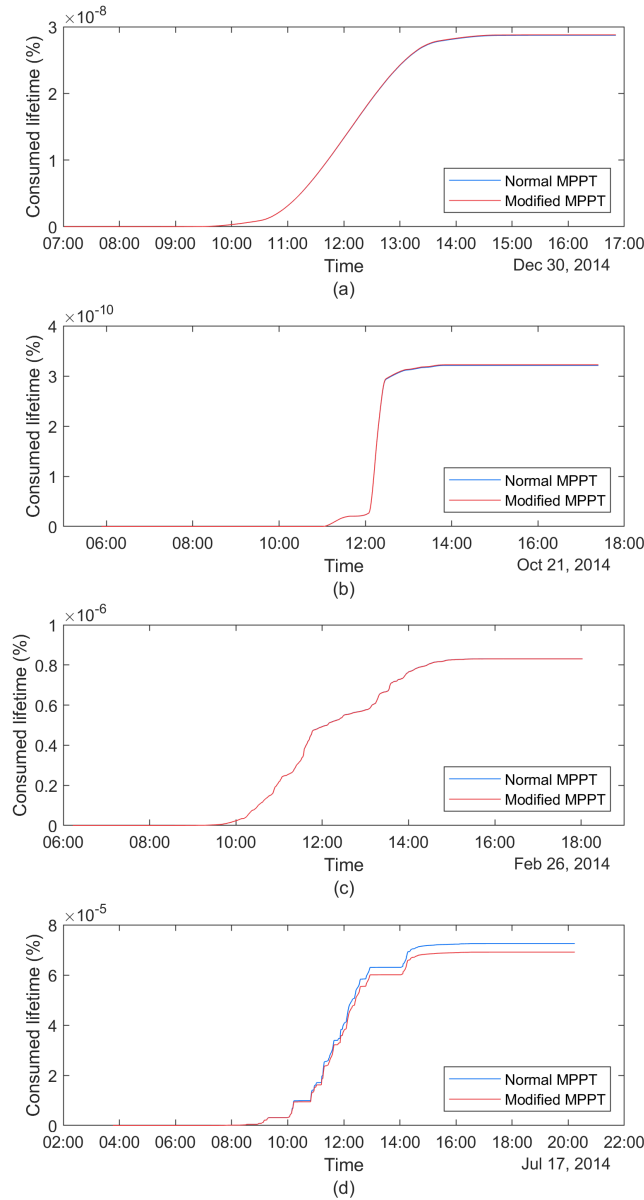 ×10-8
3
2
1
0
Consumed lifetime (%)
Normal MPPT
Modified MPPT
07:00 08:00 09:00 10:00 11:00 12:00 13:00 14:00 15:00 16:00 17:00
Time
Dec 30, 2014
(a)
×10-10
4
3
2
1
0
Consumed lifetime (%)
Normal MPPT
Modified MPPT
06:00 08:00 10:00 12:00 14:00 16:00 18:00
Time
Oct 21, 2014
(b)
×10-6
1
0.8
0.6
0.4
0.2
0
Consumed lifetime (%)
Normal MPPT
Modified MPPT
06:00 08:00 10:00 12:00 14:00 16:00 18:00
Time
Feb 26, 2014
(c)
×10-5
8
6
4
2
0
Consumed lifetime (%)
Normal MPPT
Modified MPPT
02:00 04:00 06:00 08:00 10:00 12:00 14:00 16:00 18:00 20:00 22:00
Time
Jul 17, 2014
(d)